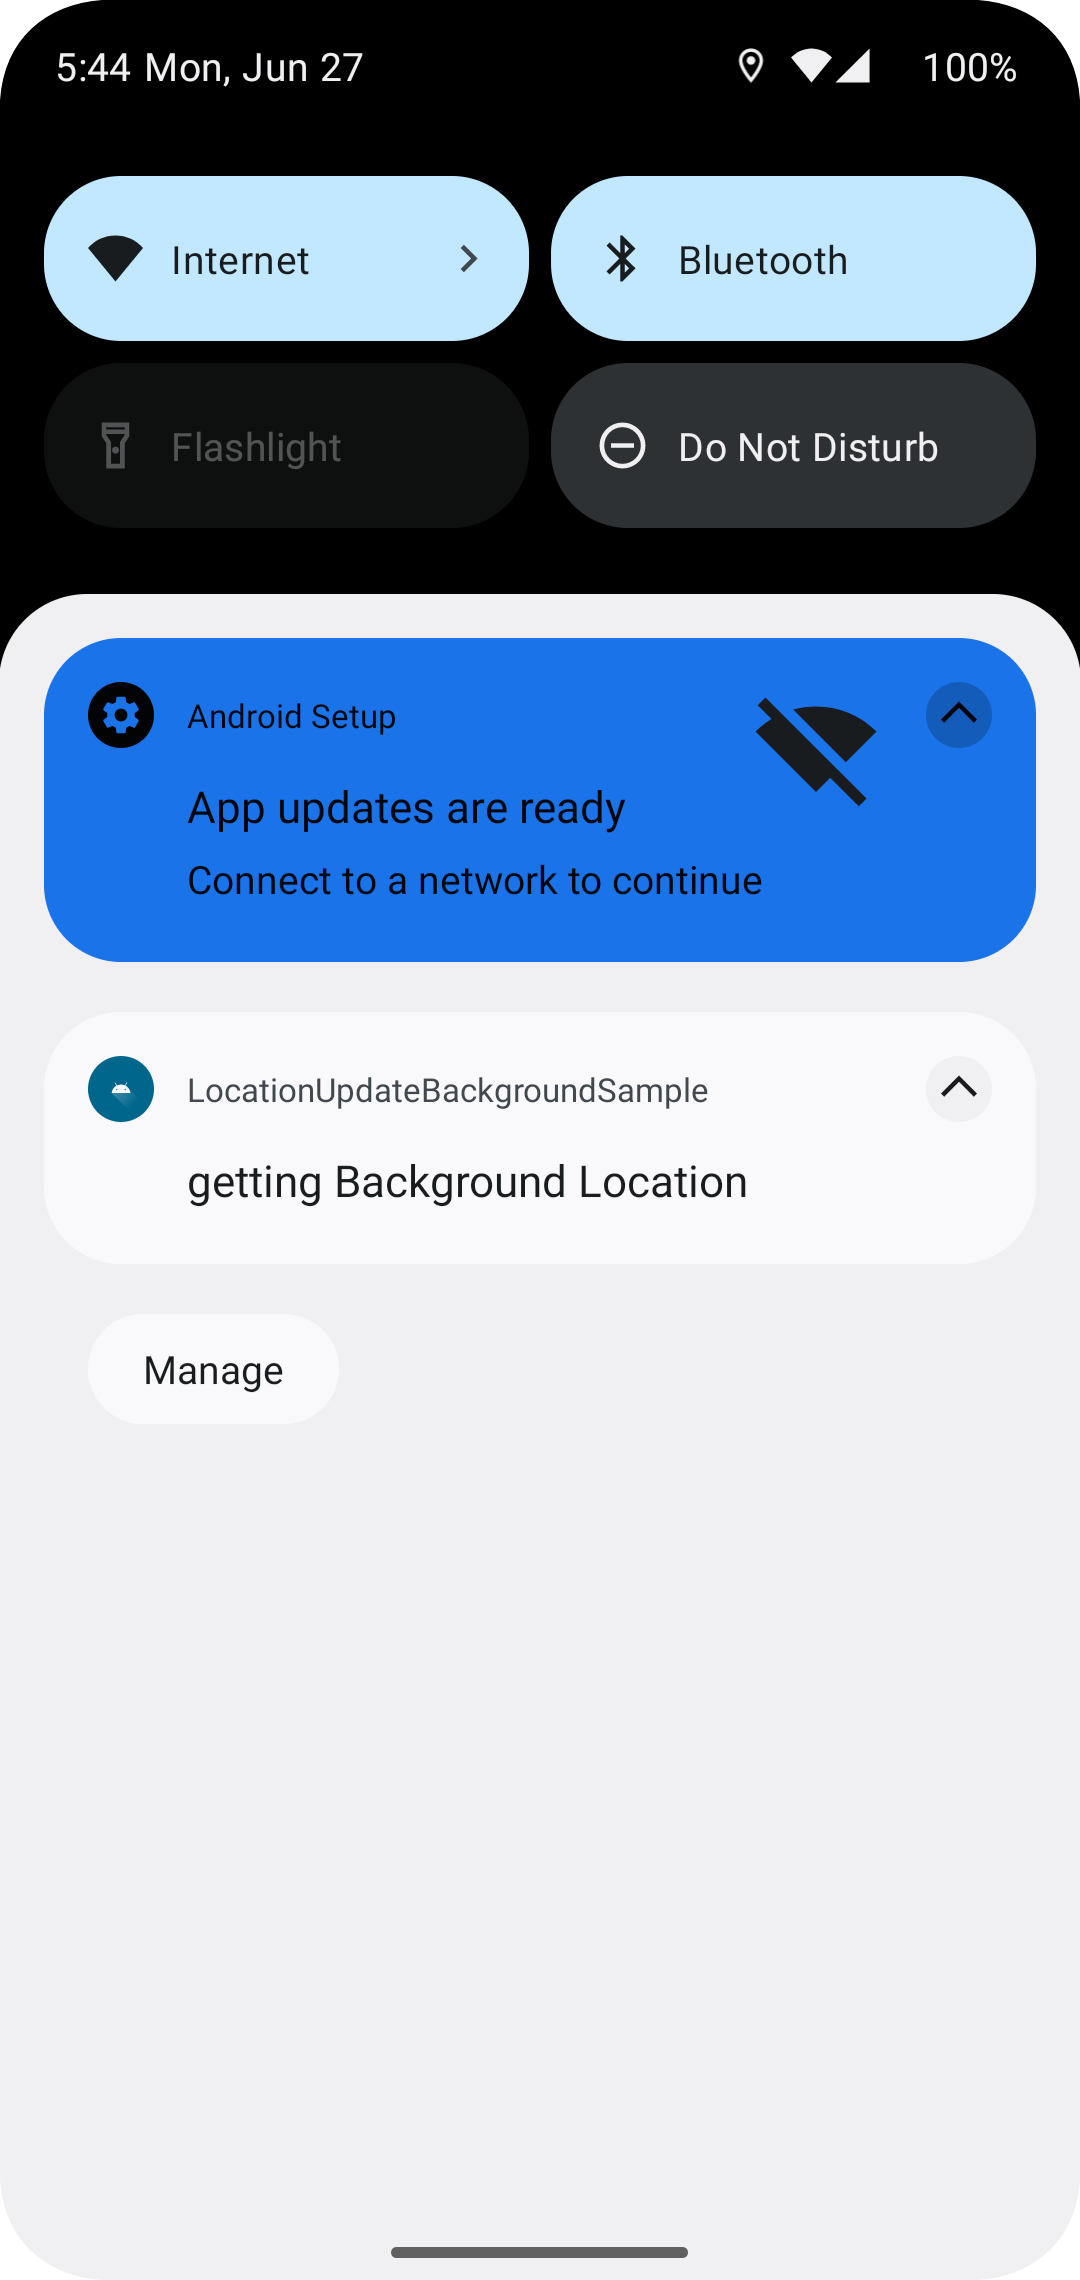 5:44 Mon, Jun 27 100%
Internet Bluetooth
Flashlight Do Not Disturb
Android Setup
App updates are ready
Connect to a network to continue
LocationUpdateBackgroundSample
getting Background Location
Manage